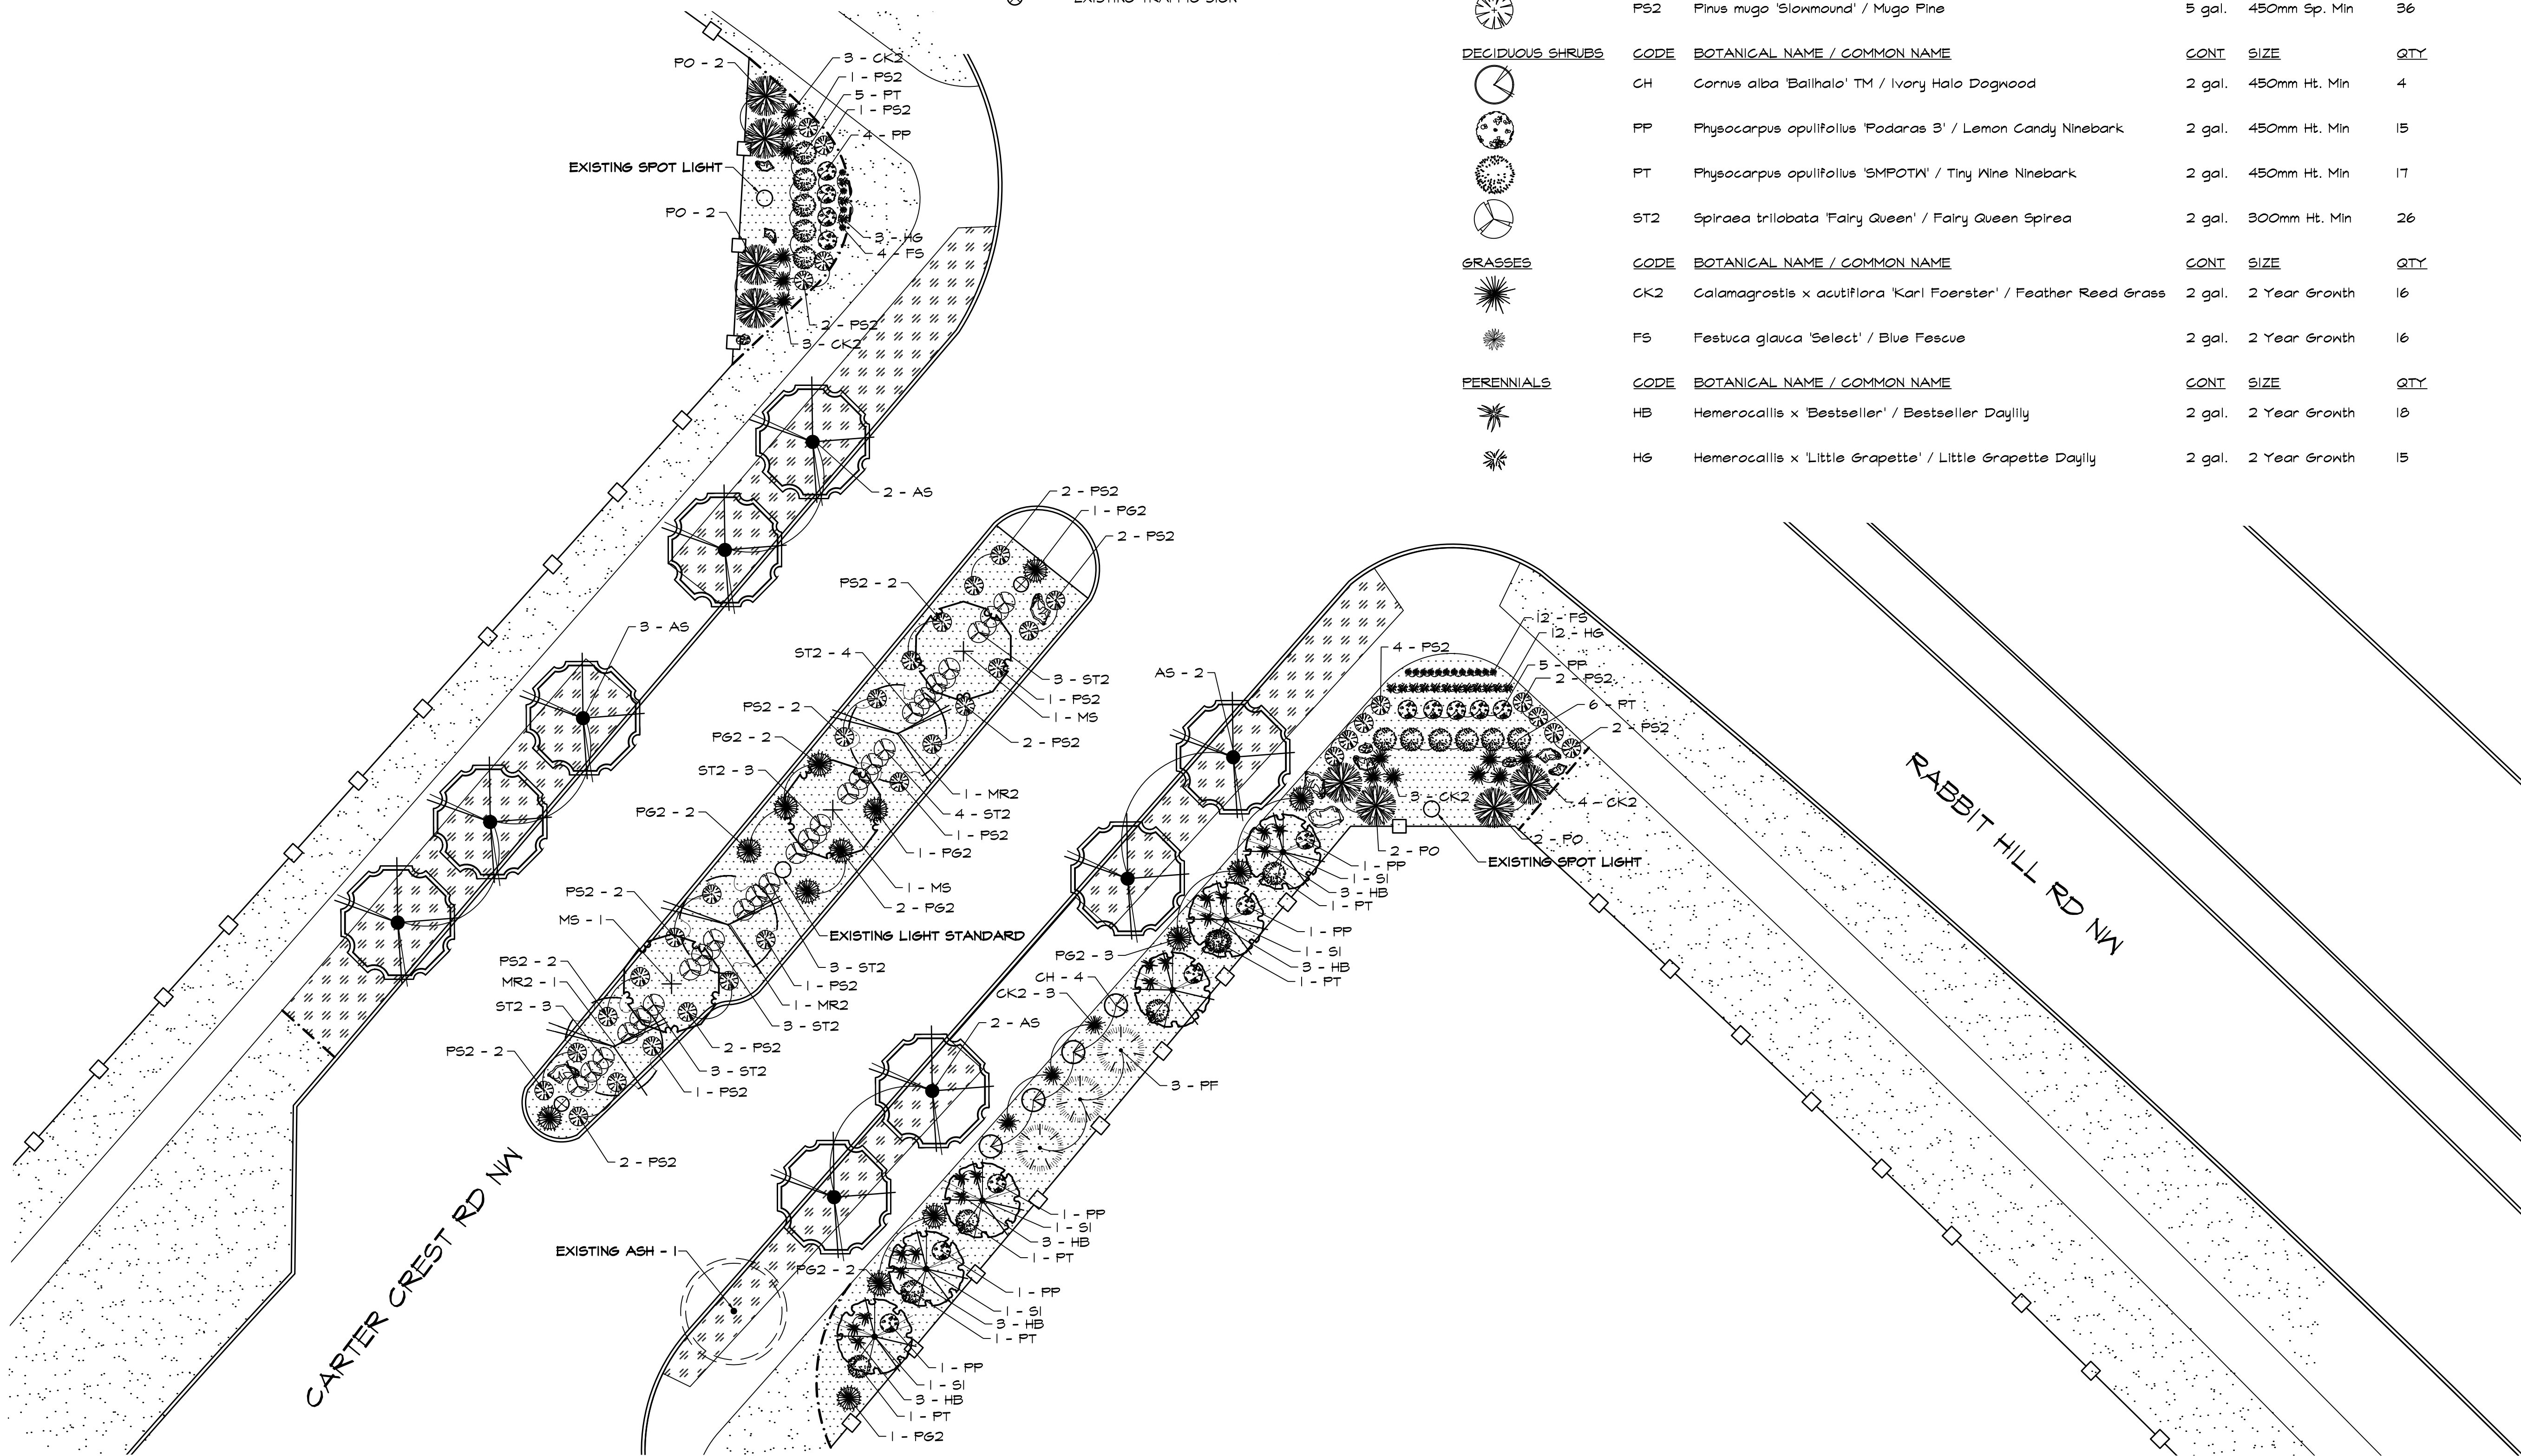 EXISTING TRAFFIC SIGN
PS2 Pinus mugo 'Slowmound' / Mugo Pine 5 gal. 450mm Sp. Min 36
DECIDUOUS SHRUBS CODE BOTANICAL NAME / COMMON NAME CONT SIZE QTY
CH Cornus alba 'Bailhalo' TM / Ivory Halo Dogwood 2 gal. 450mm Ht. Min 4
PP Physocarpus opulifolius 'Podaras 3' / Lemon Candy Ninebark 2 gal. 450mm Ht. Min 15
PT Physocarpus opulifolius 'SMPOTW' / Tiny Wine Ninebark 2 gal. 450mm Ht. Min 17
ST2 Spiraea trilobata 'Fairy Queen' / Fairy Queen Spirea 2 gal. 300mm Ht. Min 26
GRASSES CODE BOTANICAL NAME / COMMON NAME CONT SIZE QTY
CK2 Calamagrostis x acutiflora 'Karl Foerster' / Feather Reed Grass 2 gal. 2 Year Growth 16
FS Festuca glauca 'Select' / Blue Fescue 2 gal. 2 Year Growth 16
PERENNIALS CODE BOTANICAL NAME / COMMON NAME CONT SIZE QTY
HB Hemerocallis x 'Bestseller' / Bestseller Daylily 2 gal. 2 Year Growth 18
HG Hemerocallis x 'Little Grapette' / Little Grapette Dayily 2 gal. 2 Year Growth 15
PO - 2
3 - CK2
1 - PS2
5 - PT
1 - PS2
4 - PP
EXISTING SPOT LIGHT
PO - 2
3 - HG
4 - FS
2 - PS2
3 - CK2
2 - AS
3 - AS
2 - PS2
1 - PG2
2 - PS2
PS2 - 2
ST2 - 4
3 - ST2
1 - PS2
1 - MS
PS2 - 2
2 - PS2
PG2 - 2
ST2 - 3
1 - MR2
4 - ST2
PG2 - 2
1 - PS2
1 - PG2
1 - MS
PS2 - 2
2 - PG2
MS - 1
EXISTING LIGHT STANDARD
3 - ST2
PS2 - 2
MR2 - 1
1 - PS2
1 - MR2
ST2 - 3
3 - ST2
2 - PS2
PS2 - 2
3 - ST2
1 - PS2
2 - PS2
12 - FS
12 - HG
4 - PS2
5 - PP
2 - PS2
AS - 2
6 - PT
2 - PS2
3 - CK2
4 - CK2
2 - PO
2 - PO
EXISTING SPOT LIGHT
1 - PP
1 - SI
3 - HB
1 - PT
1 - PP
1 - SI
3 - HB
1 - PT
PG2 - 3
CH - 4
CK2 - 3
2 - AS
3 - PF
1 - PP
1 - SI
3 - HB
1 - PT
EXISTING ASH - 1
PG2 - 2
1 - PP
1 - SI
3 - HB
1 - PT
1 - PP
1 - SI
3 - HB
1 - PT
1 - PG2
CARTER CREST RD NW
RABBIT HILL RD NW